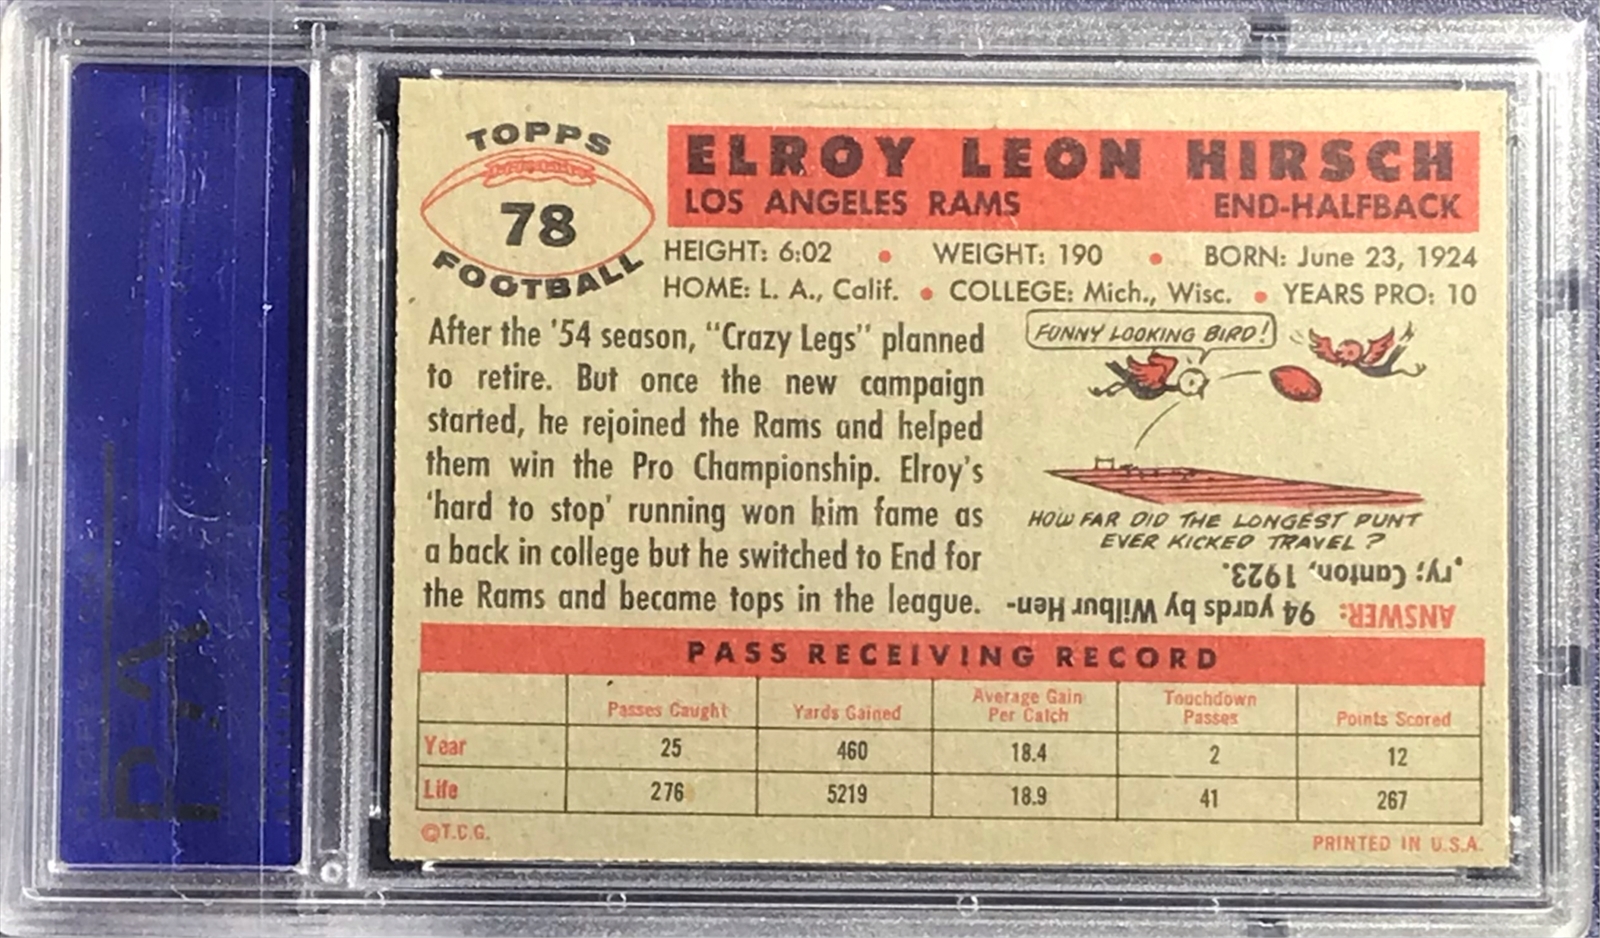 TOPPS
78
FOOTBALL
ELROY LEON HIRSCH
LOS ANGELES RAMS END-HALFBACK
HEIGHT: 6:02 • WEIGHT: 190 • BORN: June 23, 1924
HOME: L. A., Calif. • COLLEGE: Mich., Wisc. • YEARS PRO: 10
After the '54 season, "Crazy Legs" planned
to retire. But once the new campaign
started, he rejoined the Rams and helped
them win the Pro Championship. Elroy's
'hard to stop' running won him fame as
a back in college but he switched to End for
the Rams and became tops in the league.
FUNNY LOOKING BIRD!
HOW FAR DID THE LONGEST PUNT
EVER KICKED TRAVEL?
ANSWER: 94 yards by Wilbur Hen-
ry; Canton, 1923.
PASS RECEIVING RECORD
Passes Caught Yards Gained Average Gain Per Catch Touchdown Passes Points Scored
Year 25 460 18.4 2 12
Life 276 5219 18.9 41 267
©T.C.G. PRINTED IN U.S.A.